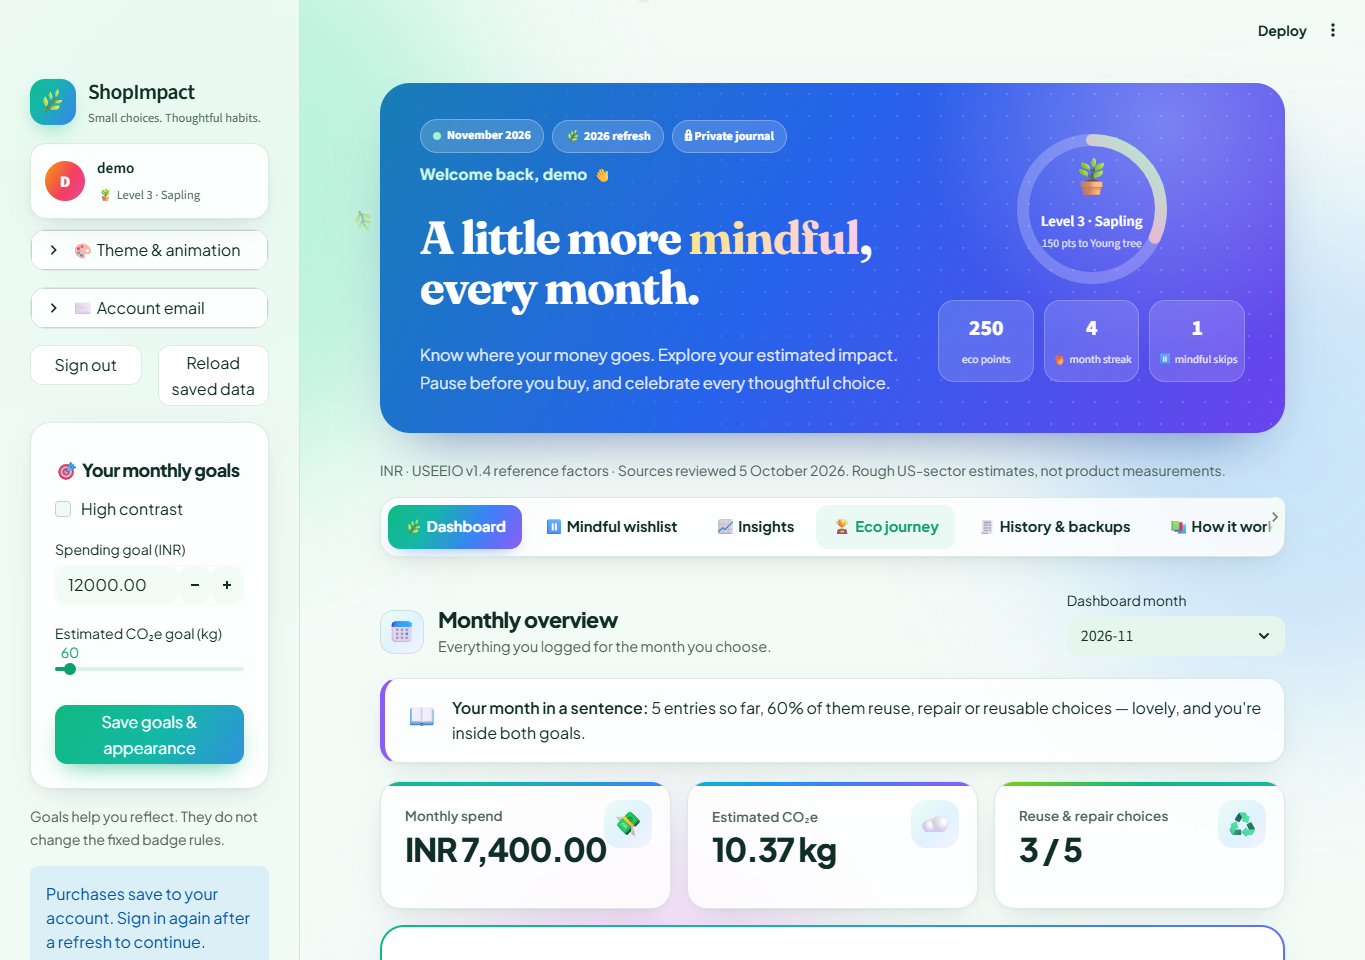 Deploy
ShopImpact
Small choices. Thoughtful habits.
D
demo
Level 3 · Sapling
Theme & animation
Account email
Sign out
Reload
saved data
Your monthly goals
High contrast
Spending goal (INR)
12000.00
Estimated CO₂e goal (kg)
60
Save goals &
appearance
Goals help you reflect. They do not
change the fixed badge rules.
Purchases save to your
account. Sign in again after
a refresh to continue.
November 2026
2026 refresh
Private journal
Welcome back, demo
A little more mindful,
every month.
Know where your money goes. Explore your estimated impact.
Pause before you buy, and celebrate every thoughtful choice.
Level 3 · Sapling
150 pts to Young tree
250
eco points
4
month streak
1
mindful skips
INR · USEEIO v1.4 reference factors · Sources reviewed 5 October 2026. Rough US-sector estimates, not product measurements.
Dashboard
Mindful wishlist
Insights
Eco journey
History & backups
How it work
Monthly overview
Everything you logged for the month you choose.
Dashboard month
2026-11
Your month in a sentence: 5 entries so far, 60% of them reuse, repair or reusable choices — lovely, and you're
inside both goals.
Monthly spend
INR 7,400.00
Estimated CO₂e
10.37 kg
Reuse & repair choices
3 / 5